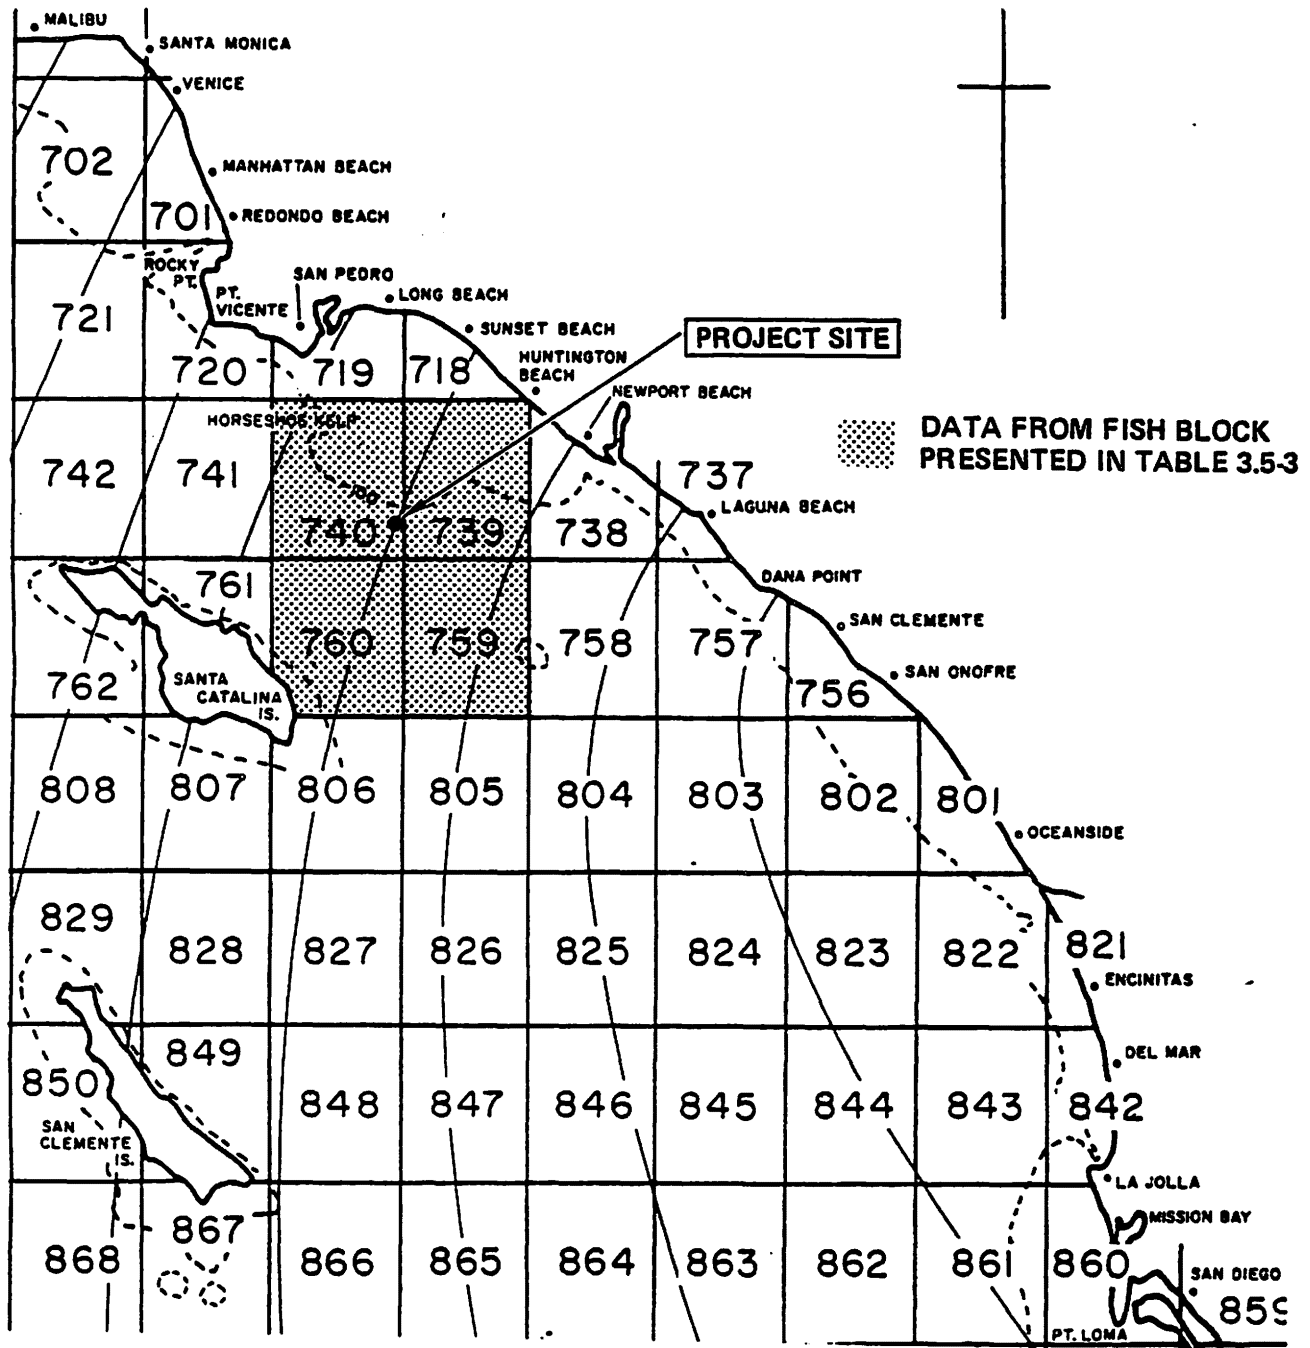 MALIBU
SANTA MONICA
VENICE
702
MANHATTAN BEACH
701
REDONDO BEACH
ROCKY
PT.
SAN PEDRO
PT.
VICENTE
LONG BEACH
721
SUNSET BEACH
PROJECT SITE
720
719
718
HUNTINGTON
BEACH
NEWPORT BEACH
HORSESHOE KELP
DATA FROM FISH BLOCK
PRESENTED IN TABLE 3.5-3
742
741
737
100
LAGUNA BEACH
740
739
738
761
DANA POINT
SAN CLEMENTE
760
759
758
757
762
SANTA
CATALINA
IS.
SAN ONOFRE
756
808
807
806
805
804
803
802
801
OCEANSIDE
829
828
827
826
825
824
823
822
821
ENCINITAS
849
DEL MAR
850
848
847
846
845
844
843
842
SAN
CLEMENTE
IS.
LA JOLLA
MISSION BAY
867
868
866
865
864
863
862
861
860
SAN DIEGO
859
PT. LOMA